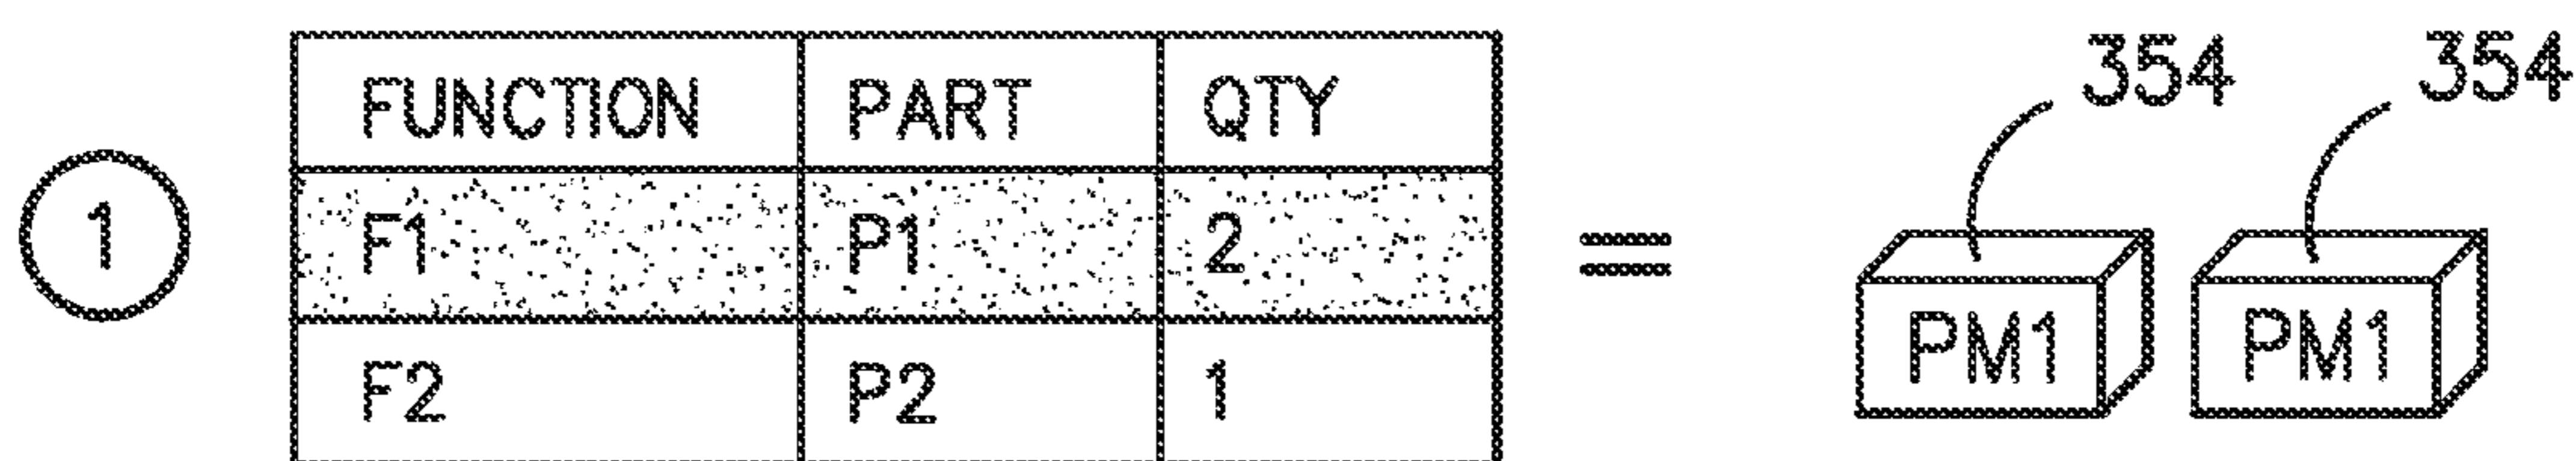 354 354
FUNCTION PART QTY
1 F1 P1 2 =
PM1 PM1
F2 P2 1